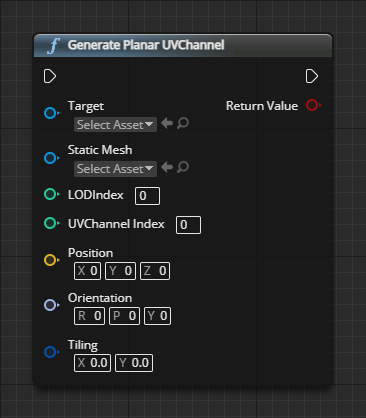 f Generate Planar UVChannel
Target Return Value
Select Asset
Static Mesh
Select Asset
LODIndex 0
UVChannel Index 0
Position
X 0 Y 0 Z 0
Orientation
R 0 P 0 Y 0
Tiling
X 0.0 Y 0.0